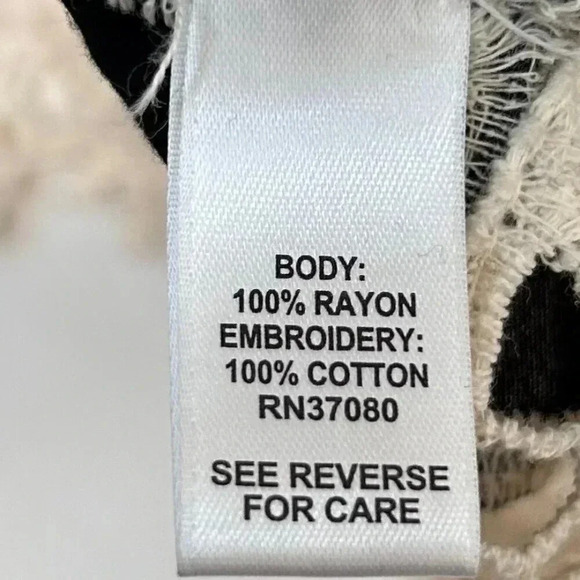 BODY:
100% RAYON
EMBROIDERY:
100% COTTON
RN37080
SEE REVERSE
FOR CARE